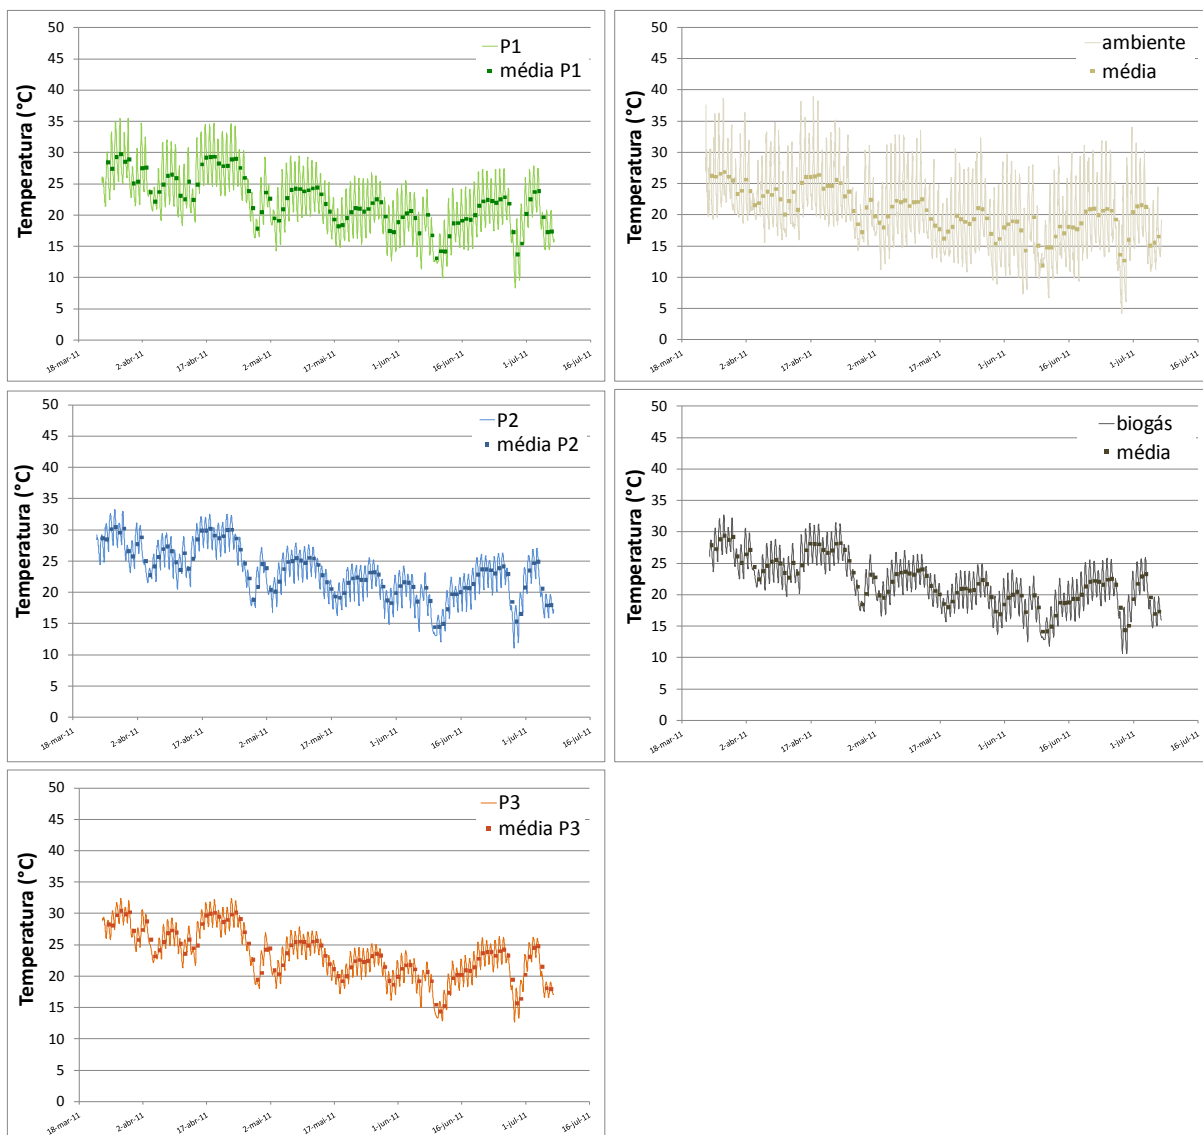 50
45
40
35
30
25
20
15
10
5
0
Temperatura (°C)
P1
média P1
18-mar-11
2-abr-11
17-abr-11
2-mai-11
17-mai-11
1-jun-11
16-jun-11
1-jul-11
16-jul-11
50
45
40
35
30
25
20
15
10
5
0
Temperatura (°C)
ambiente
média
18-mar-11
2-abr-11
17-abr-11
2-mai-11
17-mai-11
1-jun-11
16-jun-11
1-jul-11
16-jul-11
50
45
40
35
30
25
20
15
10
5
0
Temperatura (°C)
P2
média P2
18-mar-11
2-abr-11
17-abr-11
2-mai-11
17-mai-11
1-jun-11
16-jun-11
1-jul-11
16-jul-11
50
45
40
35
30
25
20
15
10
5
0
Temperatura (°C)
biogás
média
18-mar-11
2-abr-11
17-abr-11
2-mai-11
17-mai-11
1-jun-11
16-jun-11
1-jul-11
16-jul-11
50
45
40
35
30
25
20
15
10
5
0
Temperatura (°C)
P3
média P3
18-mar-11
2-abr-11
17-abr-11
2-mai-11
17-mai-11
1-jun-11
16-jun-11
1-jul-11
16-jul-11